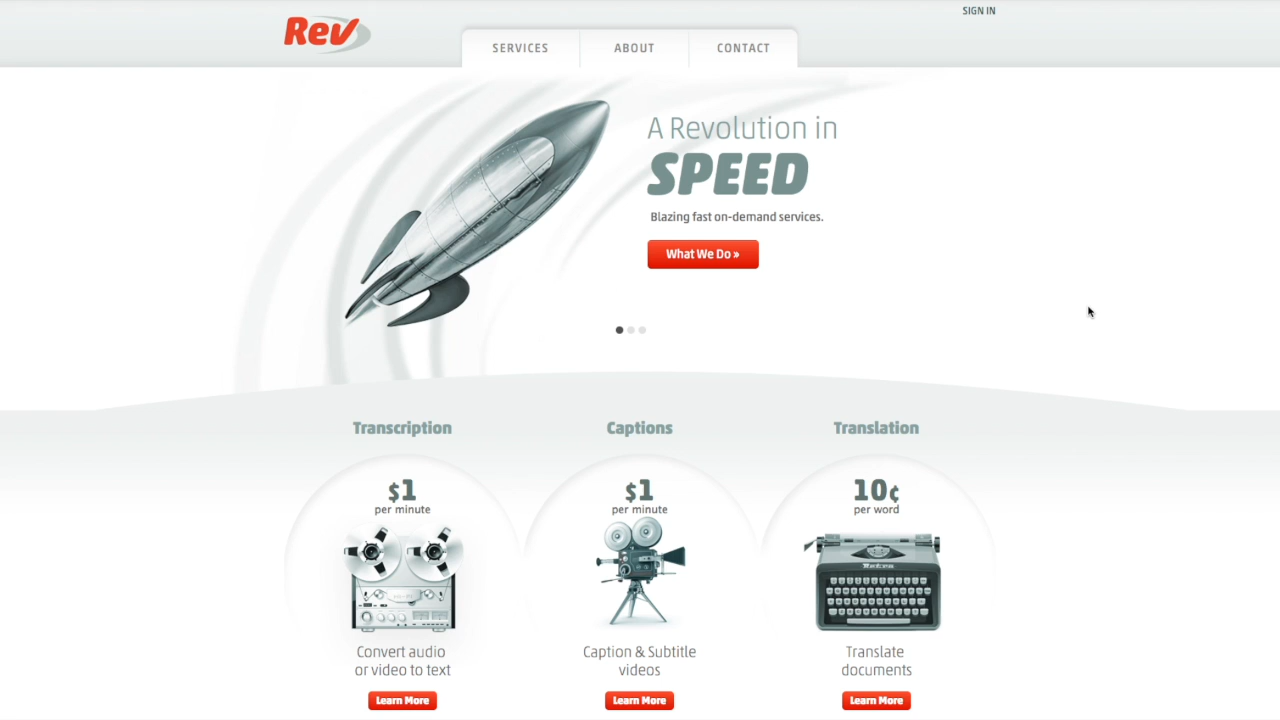 SIGN IN
Rev
SERVICES ABOUT CONTACT
A Revolution in
SPEED
Blazing fast on-demand services.
What We Do »
Transcription
$1
per minute
Convert audio
or video to text
Learn More
Captions
$1
per minute
Caption & Subtitle
videos
Learn More
Translation
10¢
per word
Translate
documents
Learn More